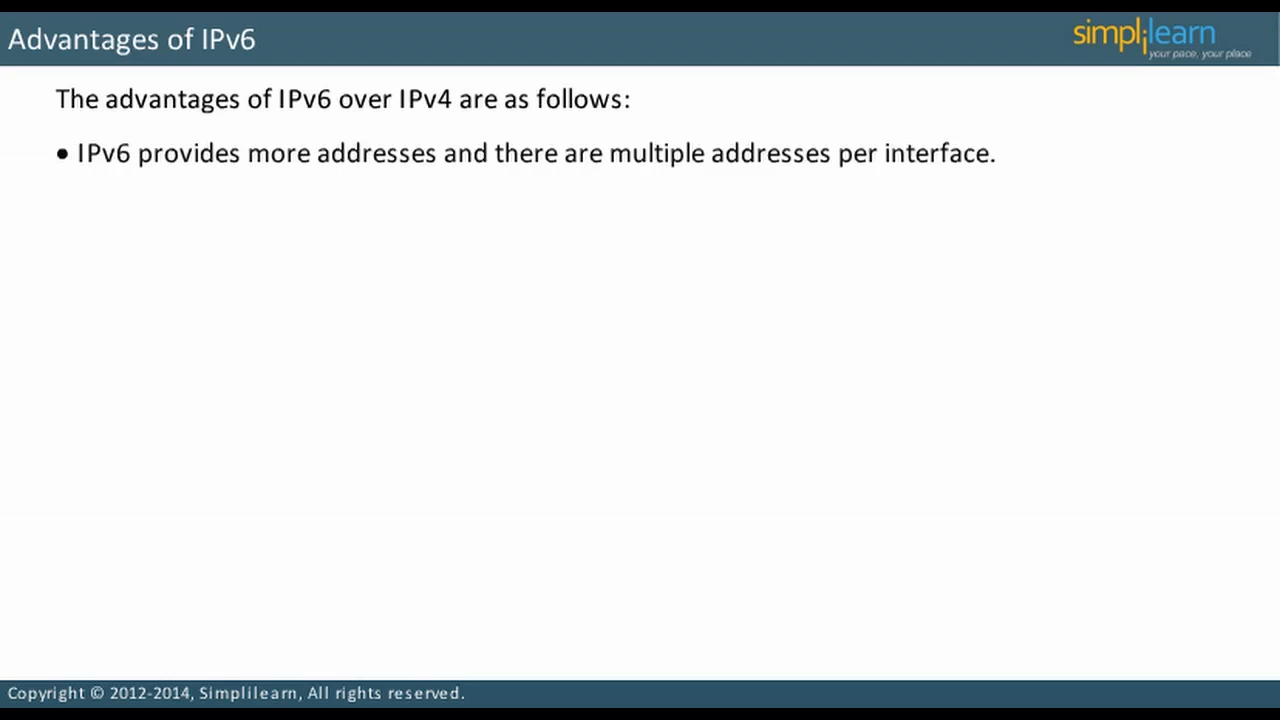 Advantages of IPv6
simplilearn
your pace, your place
The advantages of IPv6 over IPv4 are as follows:
• IPv6 provides more addresses and there are multiple addresses per interface.
Copyright © 2012-2014, Simplilearn, All rights reserved.